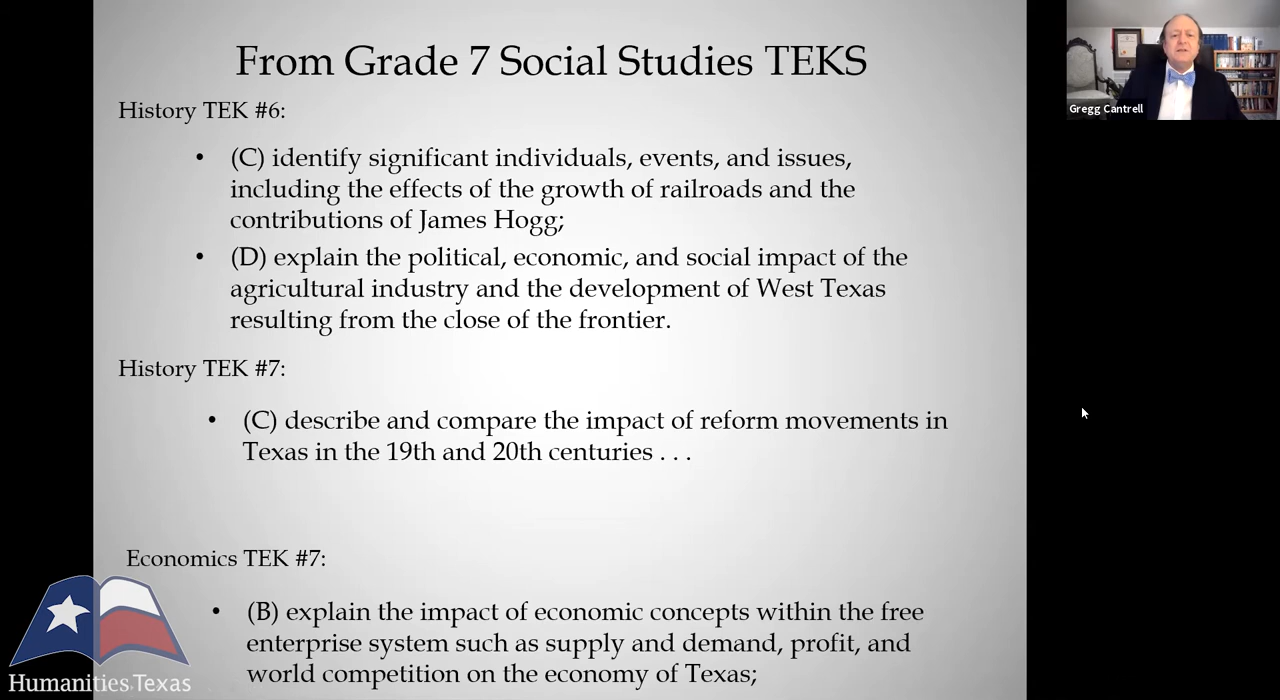 From Grade 7 Social Studies TEKS
History TEK #6:
• (C) identify significant individuals, events, and issues,
including the effects of the growth of railroads and the
contributions of James Hogg;
• (D) explain the political, economic, and social impact of the
agricultural industry and the development of West Texas
resulting from the close of the frontier.
History TEK #7:
• (C) describe and compare the impact of reform movements in
Texas in the 19th and 20th centuries . . .
Economics TEK #7:
• (B) explain the impact of economic concepts within the free
enterprise system such as supply and demand, profit, and
world competition on the economy of Texas;
Humanities Texas
Gregg Cantrell